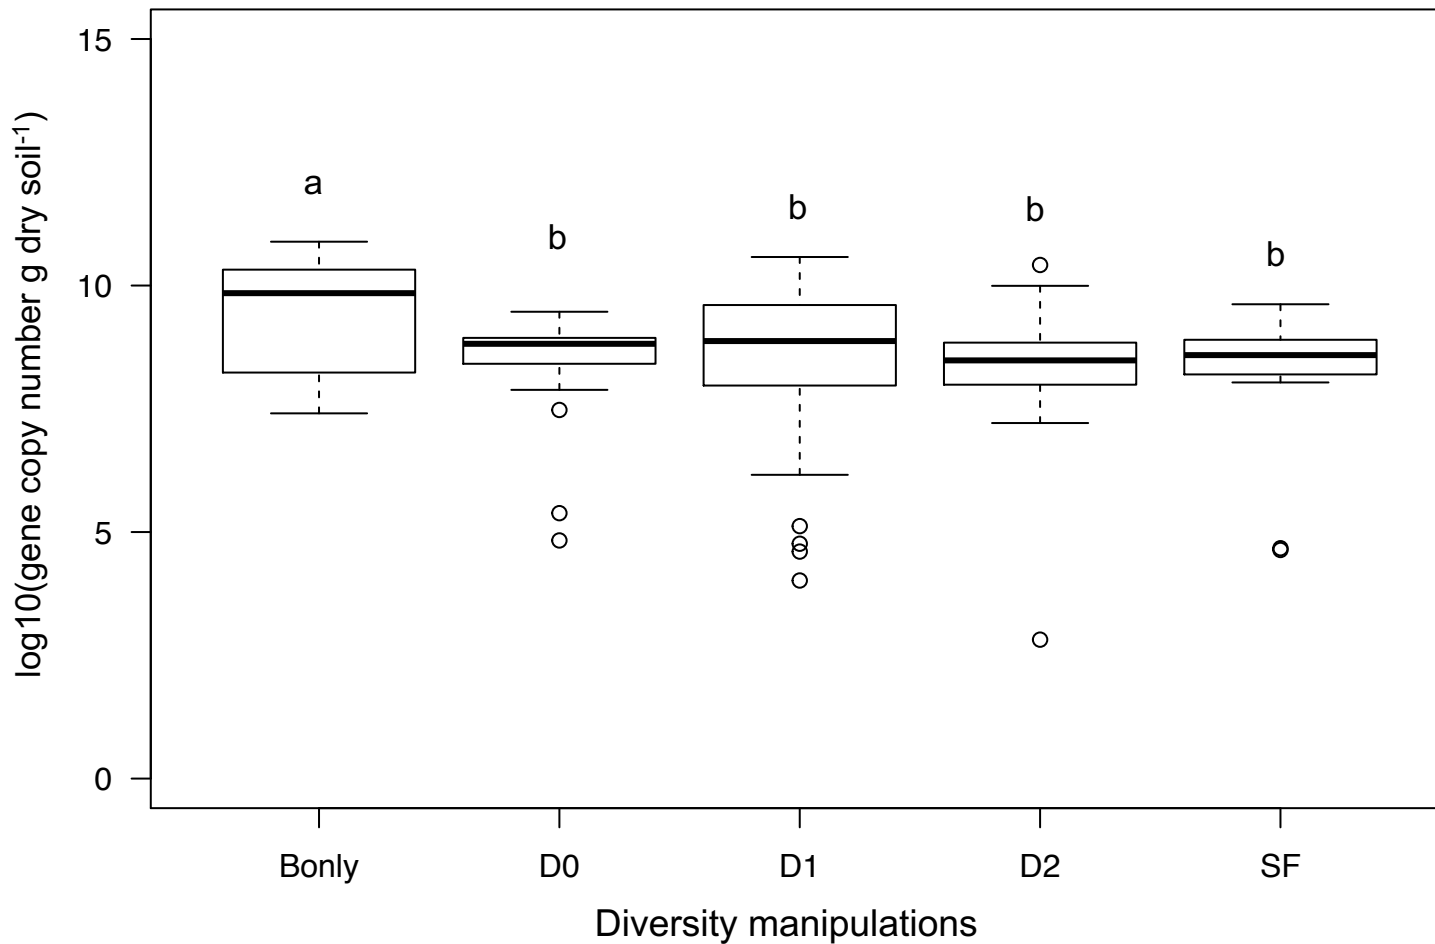 15
10
5
0
log10(gene copy number g dry soil-1)
a
b
b
b
b
Bonly
D0
D1
D2
SF
Diversity manipulations